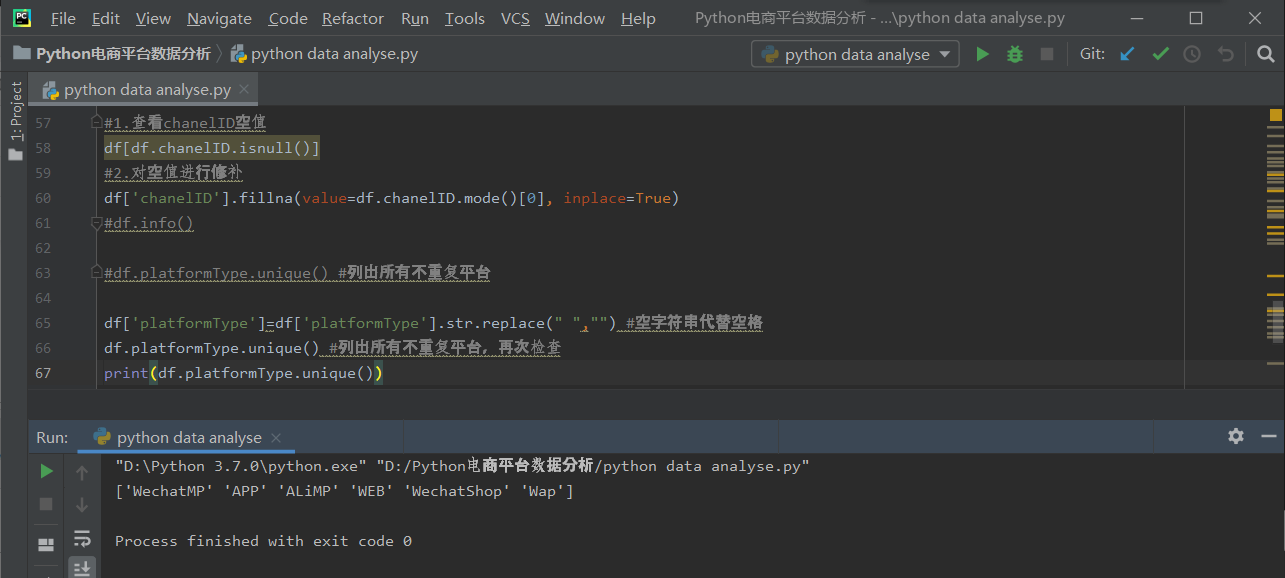 PC File Edit View Navigate Code Refactor Run Tools VCS Window Help Python电商平台数据分析 - ...\python data analyse.py
Python电商平台数据分析 python data analyse.py python data analyse Git:
1: Project
python data analyse.py
57 #1.查看chanelID空值
58 df[df.chanelID.isnull()]
59 #2.对空值进行修补
60 df['chanelID'].fillna(value=df.chanelID.mode()[0], inplace=True)
61 #df.info()
62
63 #df.platformType.unique() #列出所有不重复平台
64
65 df['platformType']=df['platformType'].str.replace(" ","") #空字符串代替空格
66 df.platformType.unique() #列出所有不重复平台，再次检查
67 print(df.platformType.unique())
Run: python data analyse
"D:\Python 3.7.0\python.exe" "D:/Python电商平台数据分析/python data analyse.py"
['WechatMP' 'APP' 'ALiMP' 'WEB' 'WechatShop' 'Wap']
Process finished with exit code 0